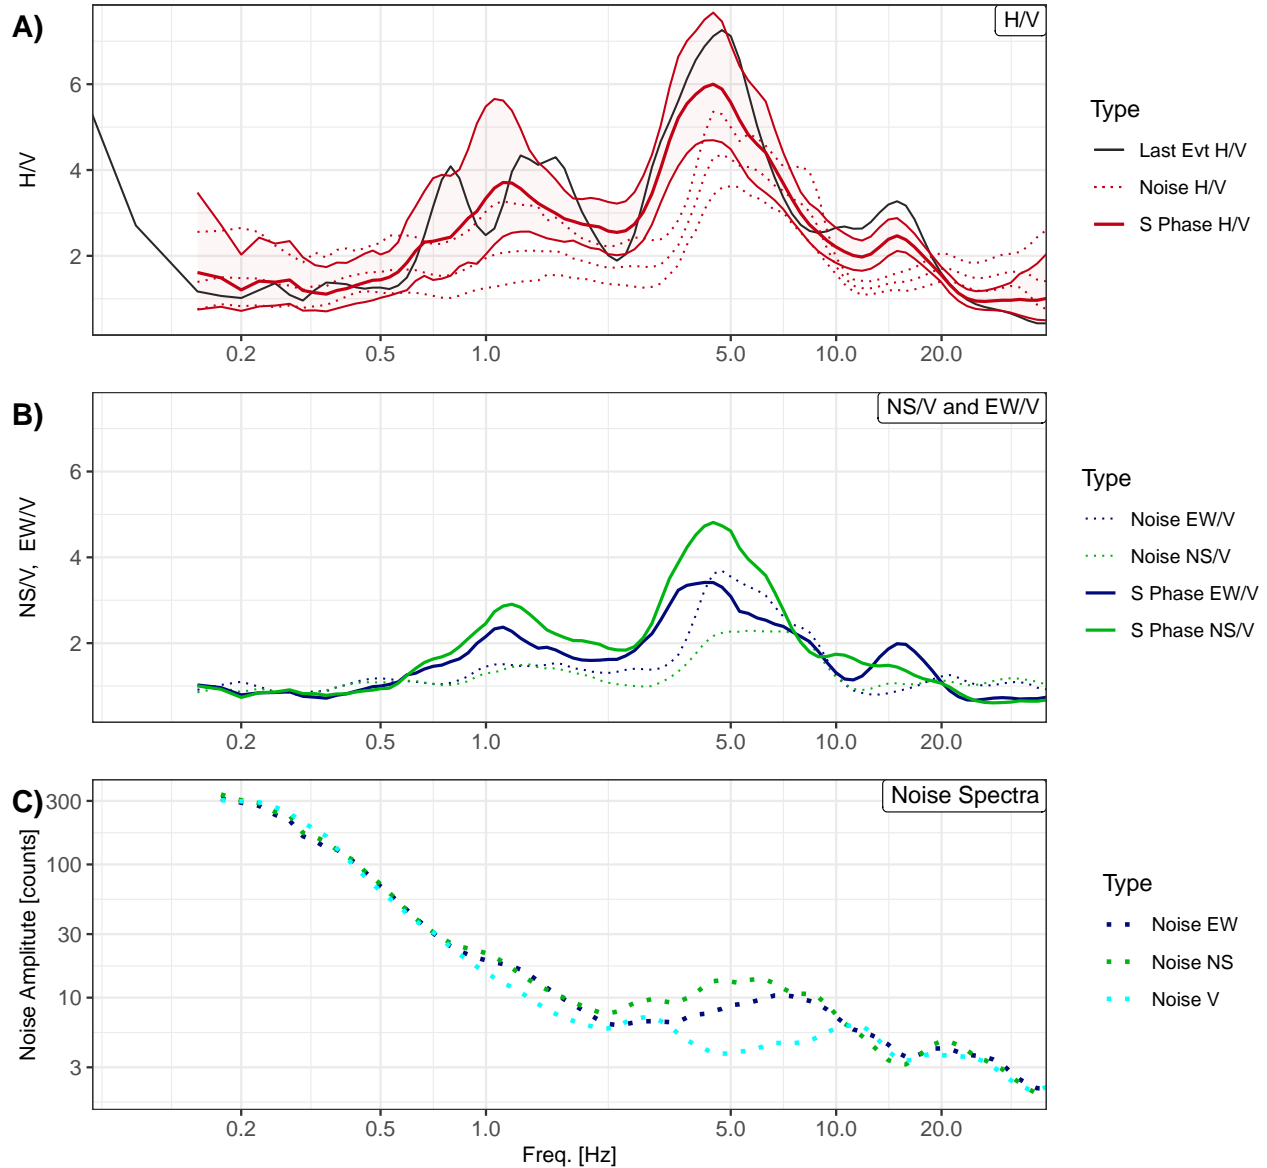 A)
H/V
H/V
6
4
2
0.2 0.5 1.0 5.0 10.0 20.0
Type
Last Evt H/V
Noise H/V
S Phase H/V
B)
NS/V and EW/V
NS/V, EW/V
6
4
2
0.2 0.5 1.0 5.0 10.0 20.0
Type
Noise EW/V
Noise NS/V
S Phase EW/V
S Phase NS/V
C)
Noise Spectra
Noise Amplitute [counts]
300
100
30
10
3
0.2 0.5 1.0 5.0 10.0 20.0
Freq. [Hz]
Type
Noise EW
Noise NS
Noise V